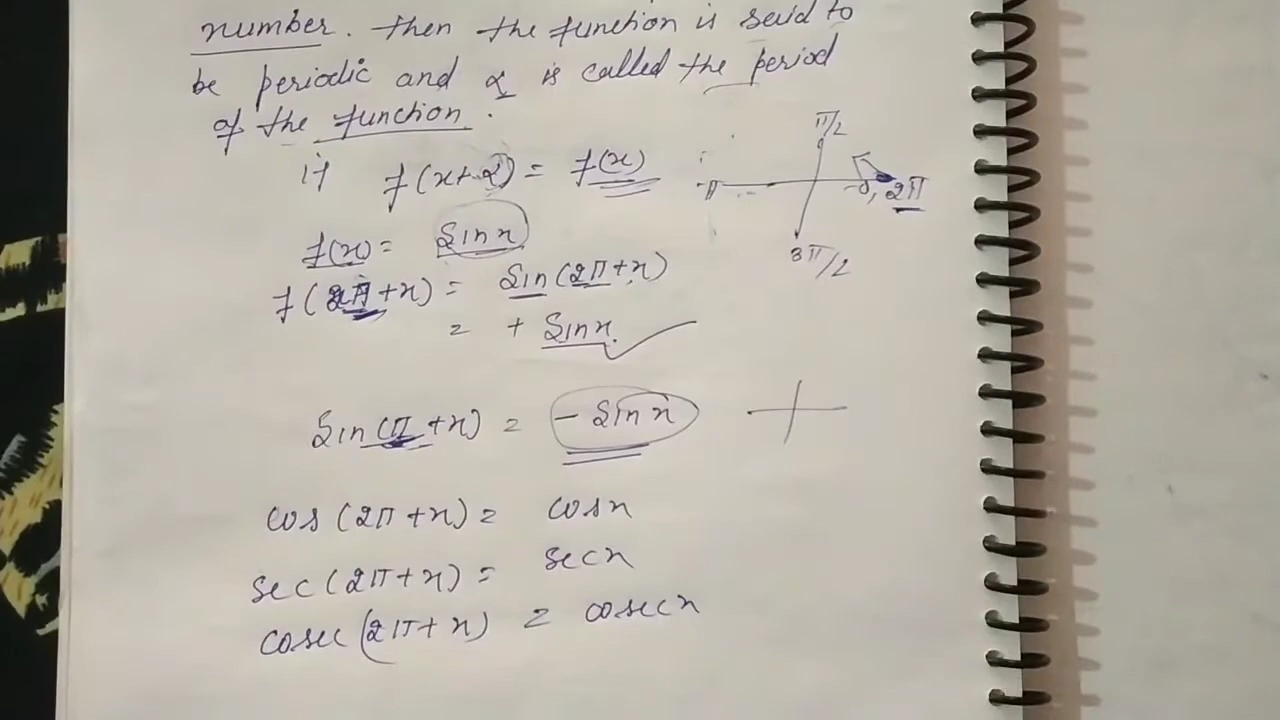 number. then the function is said to
be periodic and α is called the period
of the function.
if f(x+α) = f(x)
π/2
π
0, 2π
3π/2
f(x) = Sin x
f(2π+x) = Sin(2π+x)
= + Sin x
Sin(π+x) = - Sin x
cos(2π+x) = cos x
sec(2π+x) = sec x
cosec(2π+x) = cosec x